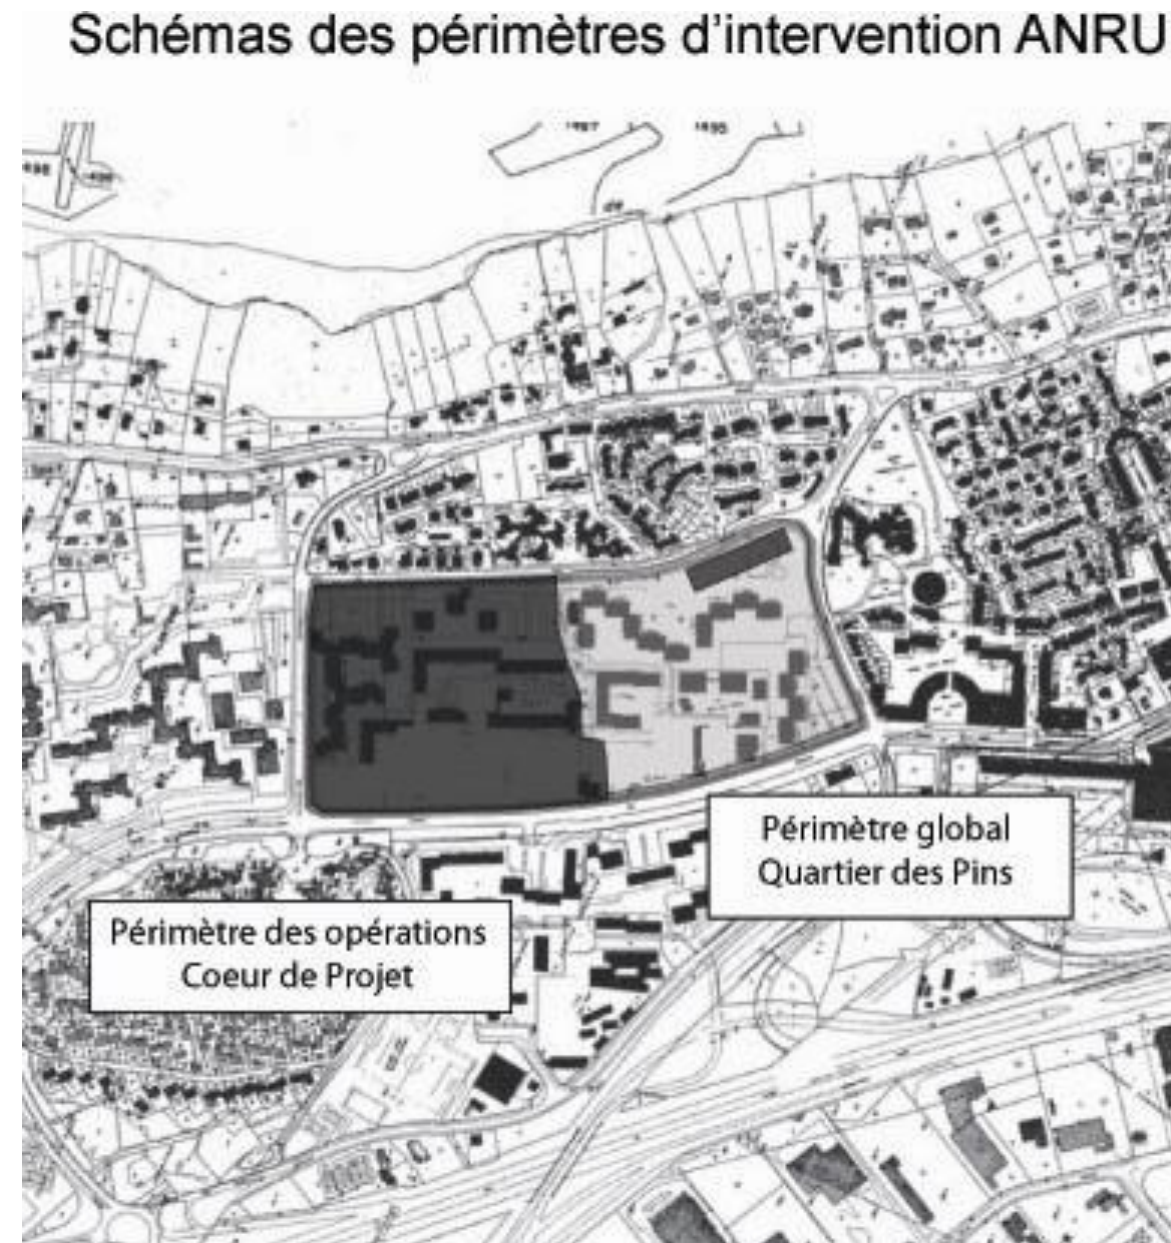 Schémas des périmètres d'intervention ANRU
Périmètre global
Quartier des Pins
Périmètre des opérations
Coeur de Projet